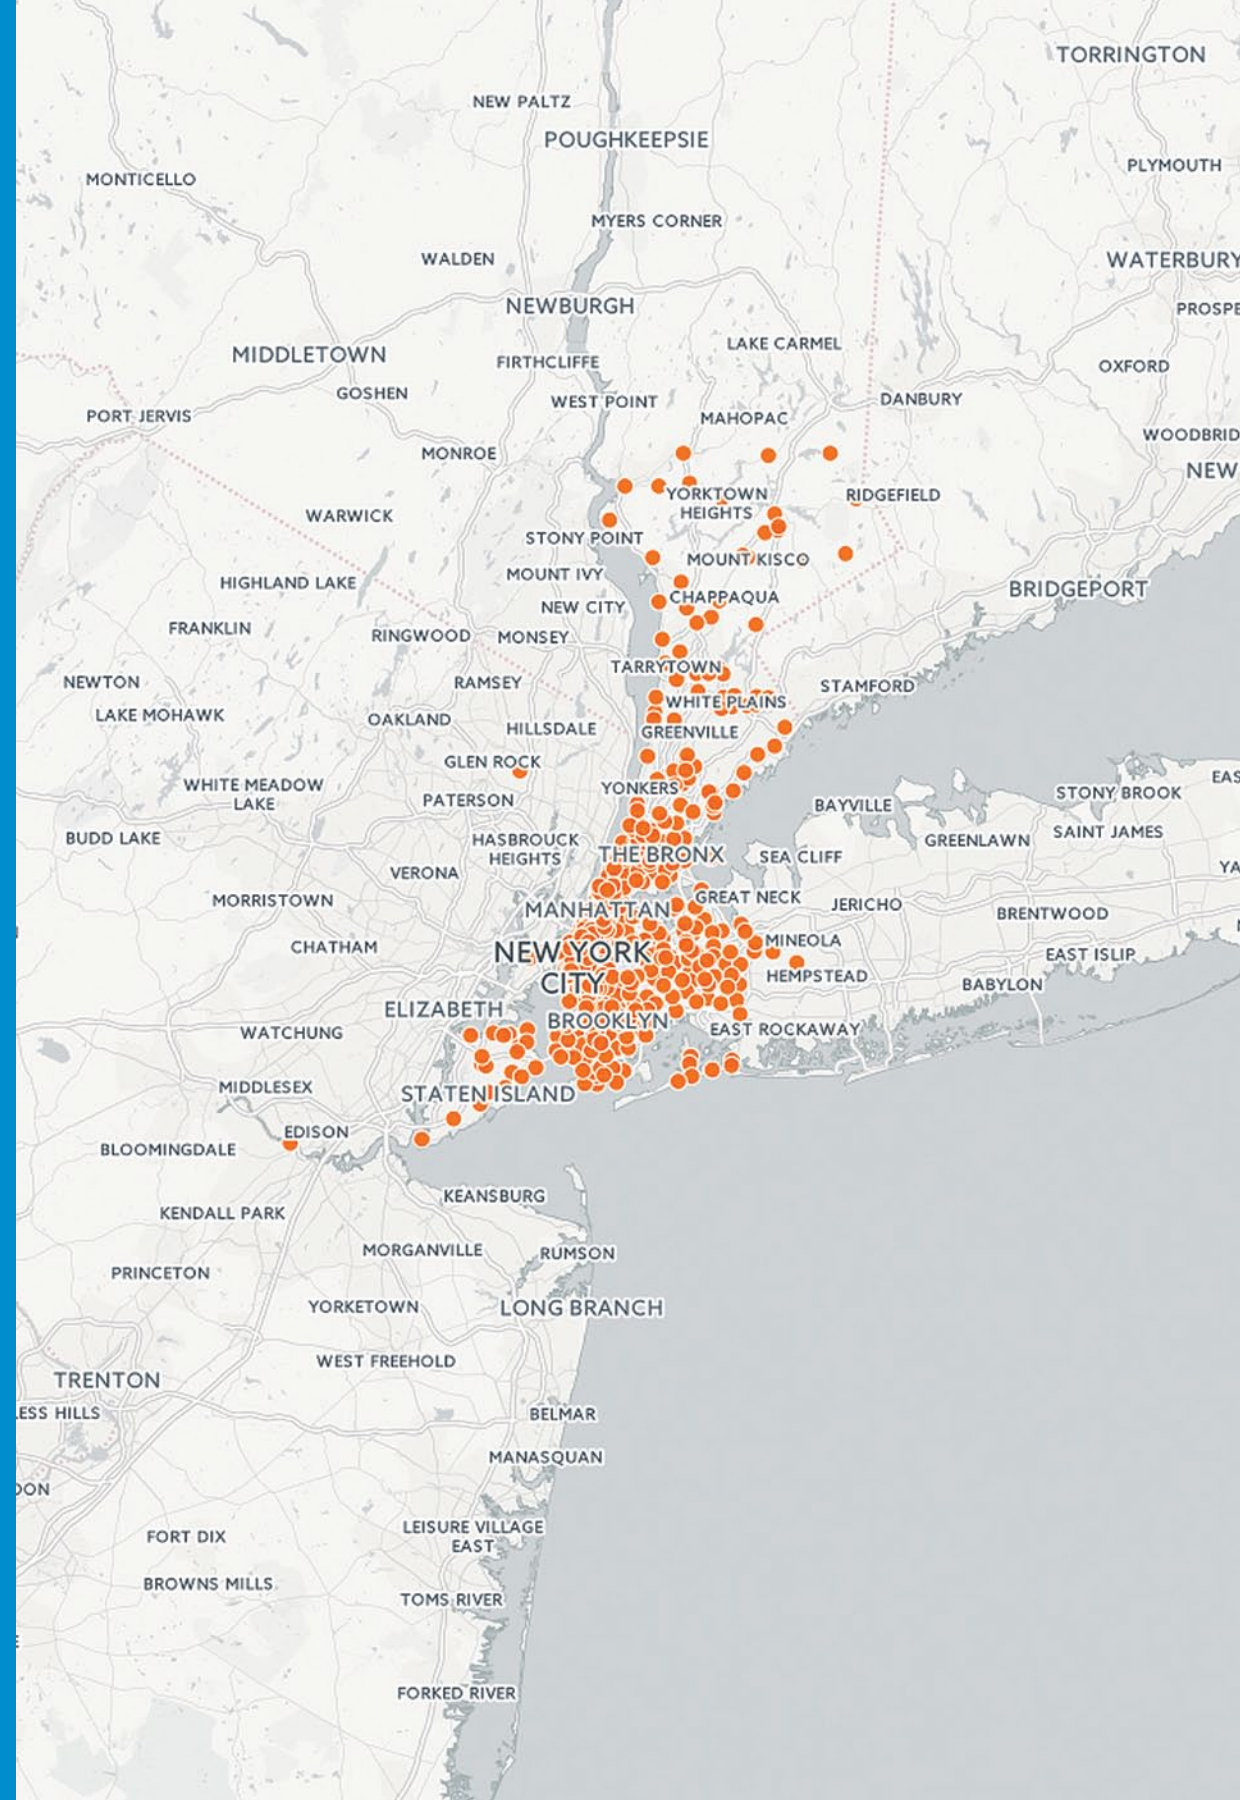 TORRINGTON
NEW PALTZ
POUGHKEEPSIE
PLYMOUTH
MONTICELLO
MYERS CORNER
WALDEN
WATERBURY
NEWBURGH
PROSPE
LAKE CARMEL
MIDDLETOWN
FIRTHCLIFFE
OXFORD
GOSHEN
WEST POINT
DANBURY
PORT JERVIS
MAHOPAC
WOODBRID
MONROE
NEW
YORKTOWN
HEIGHTS
RIDGEFIELD
WARWICK
STONY POINT
MOUNT KISCO
MOUNT IVY
HIGHLAND LAKE
BRIDGEPORT
CHAPPAQUA
NEW CITY
FRANKLIN
RINGWOOD
MONSEY
TARRYTOWN
NEWTON
RAMSEY
STAMFORD
WHITE PLAINS
LAKE MOHAWK
OAKLAND
HILLSDALE
GREENVILLE
GLEN ROCK
EAS
WHITE MEADOW
LAKE
YONKERS
STONY BROOK
PATERSON
BAYVILLE
SAINT JAMES
BUDD LAKE
HASBROUCK
HEIGHTS
GREENLAWN
THE BRONX
SEA CLIFF
YA
VERONA
GREAT NECK
MORRISTOWN
JERICHO
MANHATTAN
BRENTWOOD
MINEOLA
CHATHAM
NEW YORK
CITY
EAST ISLIP
HEMPSTEAD
BABYLON
ELIZABETH
BROOKLYN
EAST ROCKAWAY
WATCHUNG
MIDDLESEX
STATEN ISLAND
EDISON
BLOOMINGDALE
KEANSBURG
KENDALL PARK
MORGANVILLE
RUMSON
PRINCETON
YORKETOWN
LONG BRANCH
WEST FREEHOLD
TRENTON
LESS HILLS
BELMAR
MANASQUAN
DON
LEISURE VILLAGE
EAST
FORT DIX
BROWNS MILLS
TOMS RIVER
FORKED RIVER